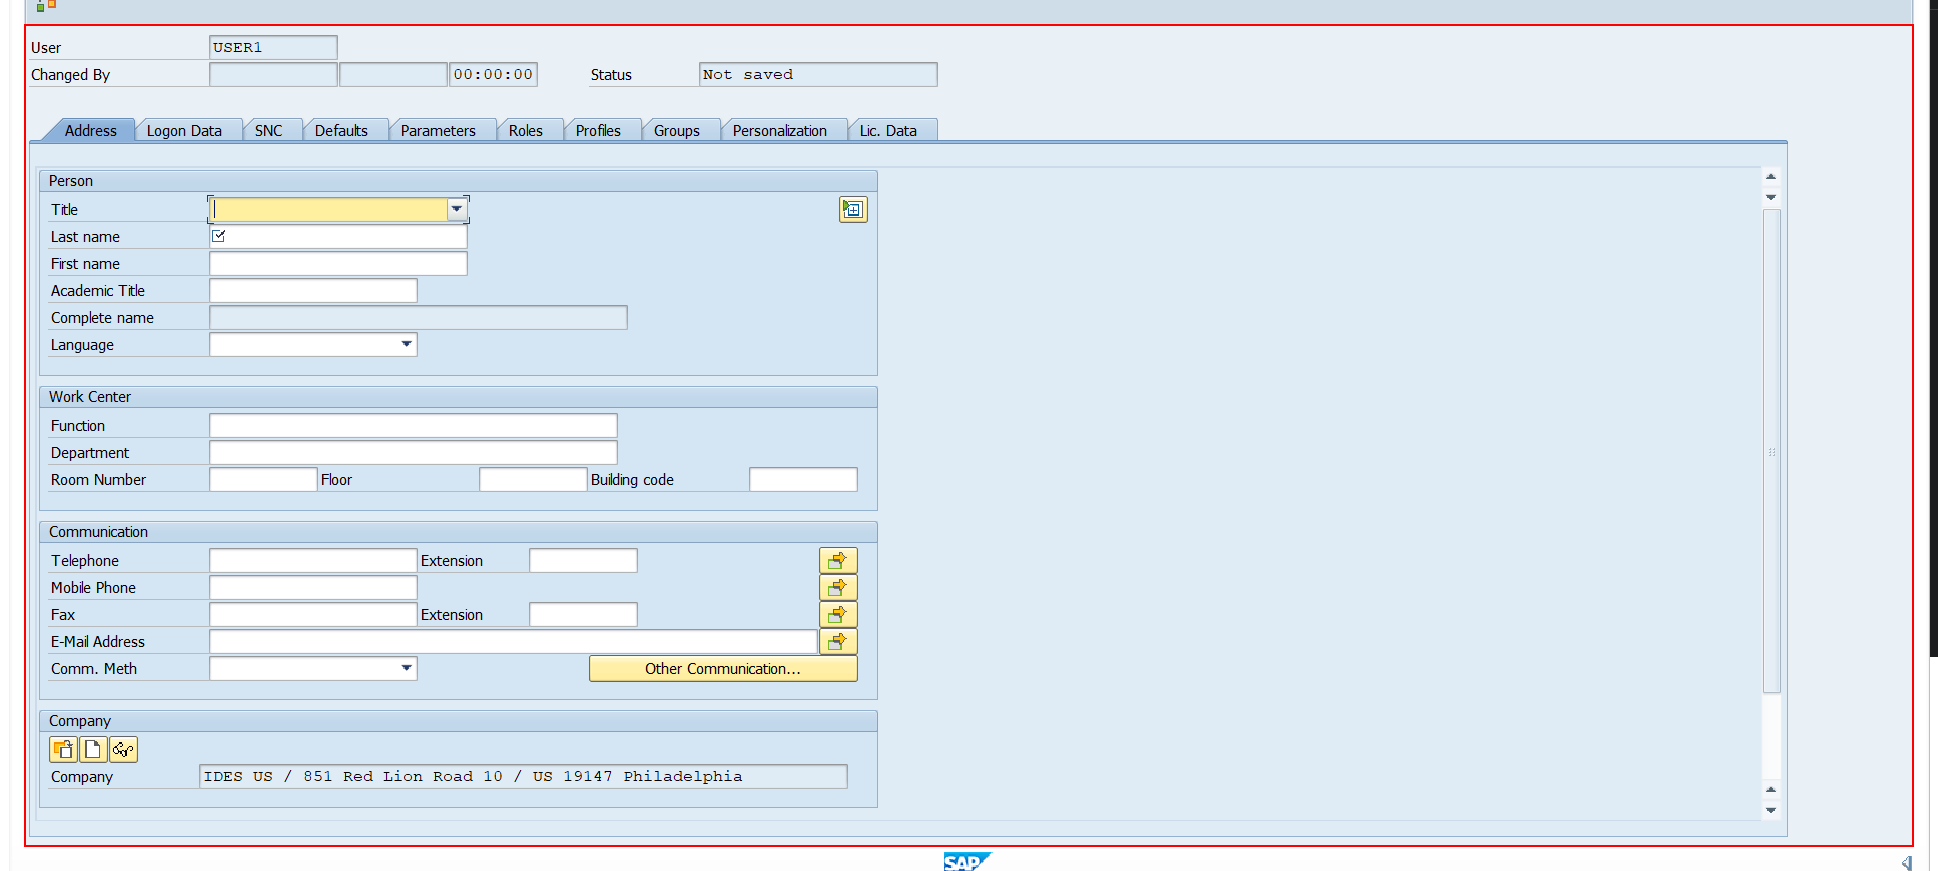 User USER1
Changed By 00:00:00 Status Not saved
Address Logon Data SNC Defaults Parameters Roles Profiles Groups Personalization Lic. Data
Person
Title
Last name
First name
Academic Title
Complete name
Language
Work Center
Function
Department
Room Number Floor Building code
Communication
Telephone Extension
Mobile Phone
Fax Extension
E-Mail Address
Comm. Meth Other Communication...
Company
Company IDES US / 851 Red Lion Road 10 / US 19147 Philadelphia
SAP